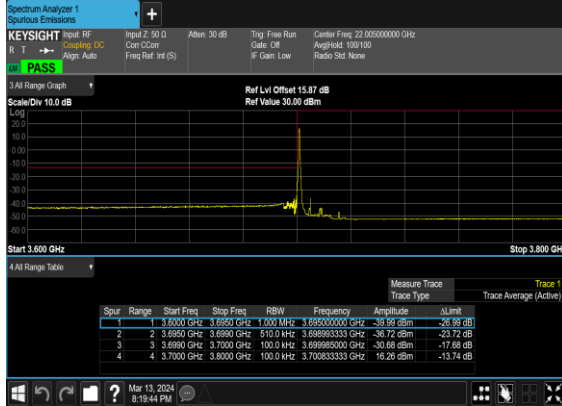 Spectrum Analyzer 1
Spurious Emissions
KEYSIGHT
R T
LXI
PASS
Input: RF
Coupling: DC
Align: Auto
Input Z: 50 Ω
Corr CCorr
Freq Ref: Int (S)
Atten: 30 dB
Trig: Free Run
Gate: Off
IF Gain: Low
Center Freq: 22.005000000 GHz
Avg|Hold: 100/100
Radio Std: None
3 All Range Graph
Scale/Div 10.0 dB
Ref Lvl Offset 15.87 dB
Ref Value 30.00 dBm
Log
20.0
10.0
0.00
-10.0
-20.0
-30.0
-40.0
-50.0
-60.0
Start 3.600 GHz
Stop 3.800 GHz
4 All Range Table
Measure Trace Trace 1
Trace Type Trace Average (Active)
Spur Range Start Freq Stop Freq RBW Frequency Amplitude ΔLimit
1 1 3.6000 GHz 3.6950 GHz 1.000 MHz 3.695000000 GHz -39.99 dBm -26.99 dB
2 2 3.6950 GHz 3.6990 GHz 510.0 kHz 3.698993333 GHz -36.72 dBm -23.72 dB
3 3 3.6990 GHz 3.7000 GHz 100.0 kHz 3.699985000 GHz -30.68 dBm -17.68 dB
4 4 3.7000 GHz 3.8000 GHz 100.0 kHz 3.700833333 GHz 16.26 dBm -13.74 dB
Mar 13, 2024
8:19:44 PM